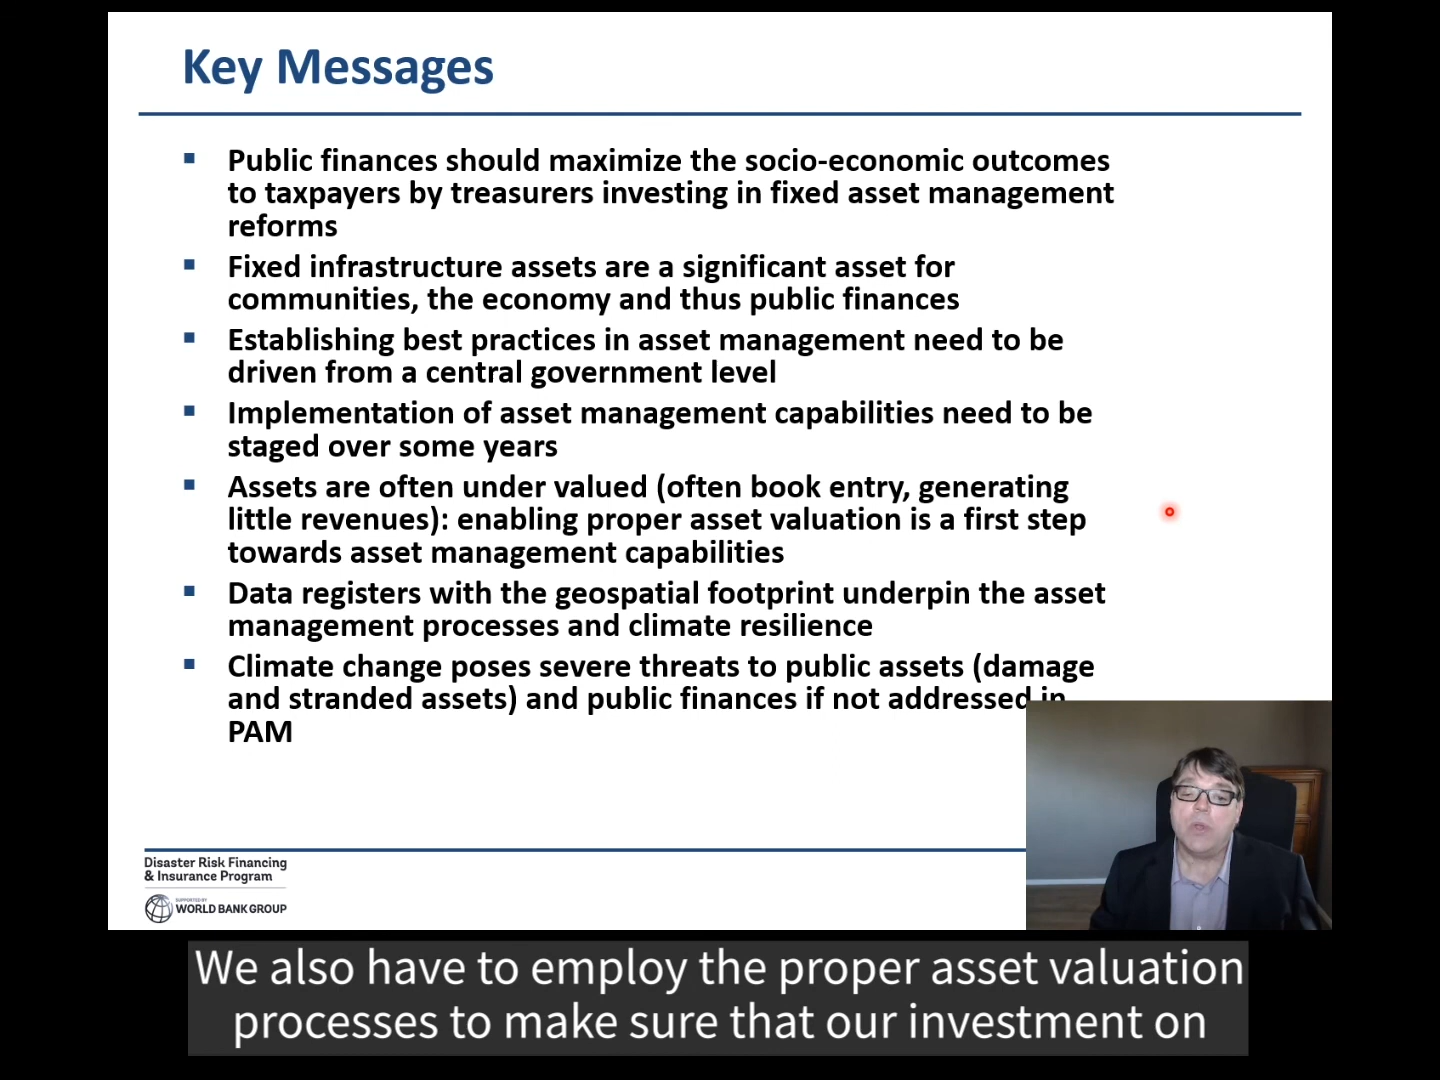 Key Messages
Public finances should maximize the socio-economic outcomes
to taxpayers by treasurers investing in fixed asset management
reforms
Fixed infrastructure assets are a significant asset for
communities, the economy and thus public finances
Establishing best practices in asset management need to be
driven from a central government level
Implementation of asset management capabilities need to be
staged over some years
Assets are often under valued (often book entry, generating
little revenues): enabling proper asset valuation is a first step
towards asset management capabilities
Data registers with the geospatial footprint underpin the asset
management processes and climate resilience
Climate change poses severe threats to public assets (damage
and stranded assets) and public finances if not addressed in
PAM
Disaster Risk Financing
& Insurance Program
SUPPORTED BY
WORLD BANK GROUP
We also have to employ the proper asset valuation
processes to make sure that our investment on